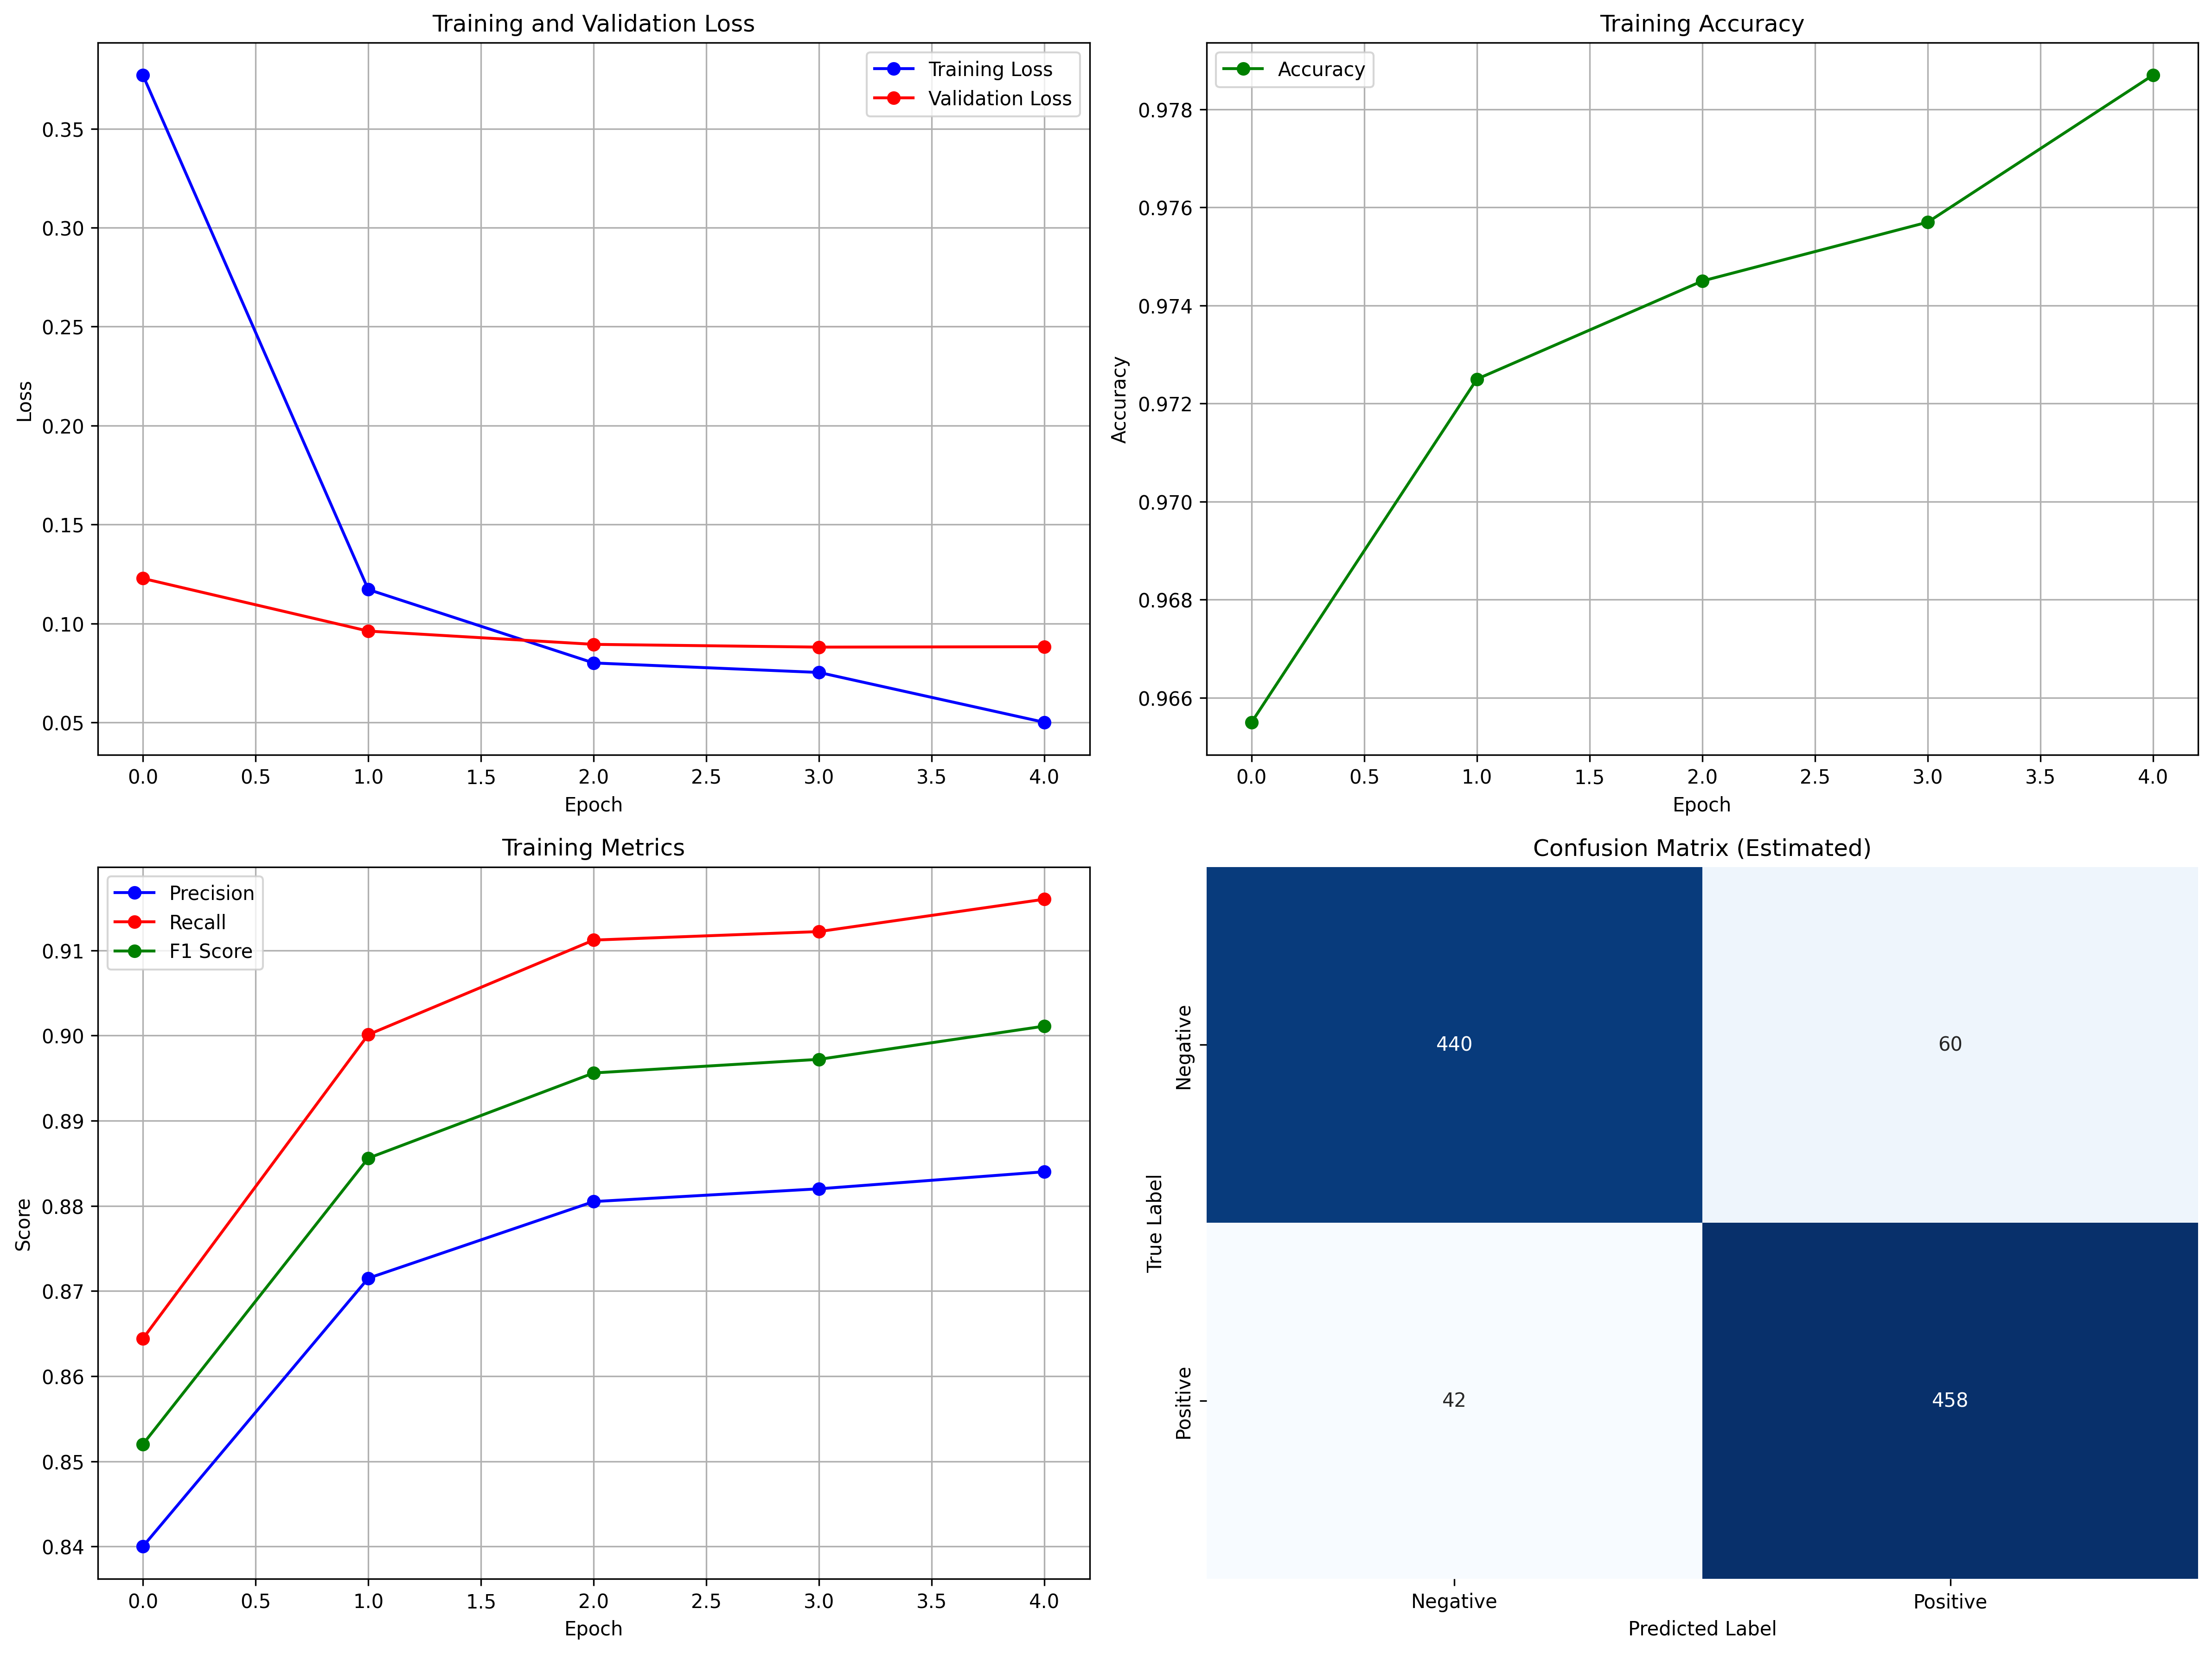 Training and Validation Loss
Training Loss
Validation Loss
0.35
0.30
0.25
0.20
0.15
0.10
0.05
Loss
0.0 0.5 1.0 1.5 2.0 2.5 3.0 3.5 4.0
Epoch
Training Accuracy
Accuracy
0.978
0.976
0.974
0.972
0.970
0.968
0.966
Accuracy
0.0 0.5 1.0 1.5 2.0 2.5 3.0 3.5 4.0
Epoch
Training Metrics
Precision
Recall
F1 Score
0.91
0.90
0.89
0.88
0.87
0.86
0.85
0.84
Score
0.0 0.5 1.0 1.5 2.0 2.5 3.0 3.5 4.0
Epoch
Confusion Matrix (Estimated)
True Label
Negative
440 60
Positive
42 458
Negative Positive
Predicted Label